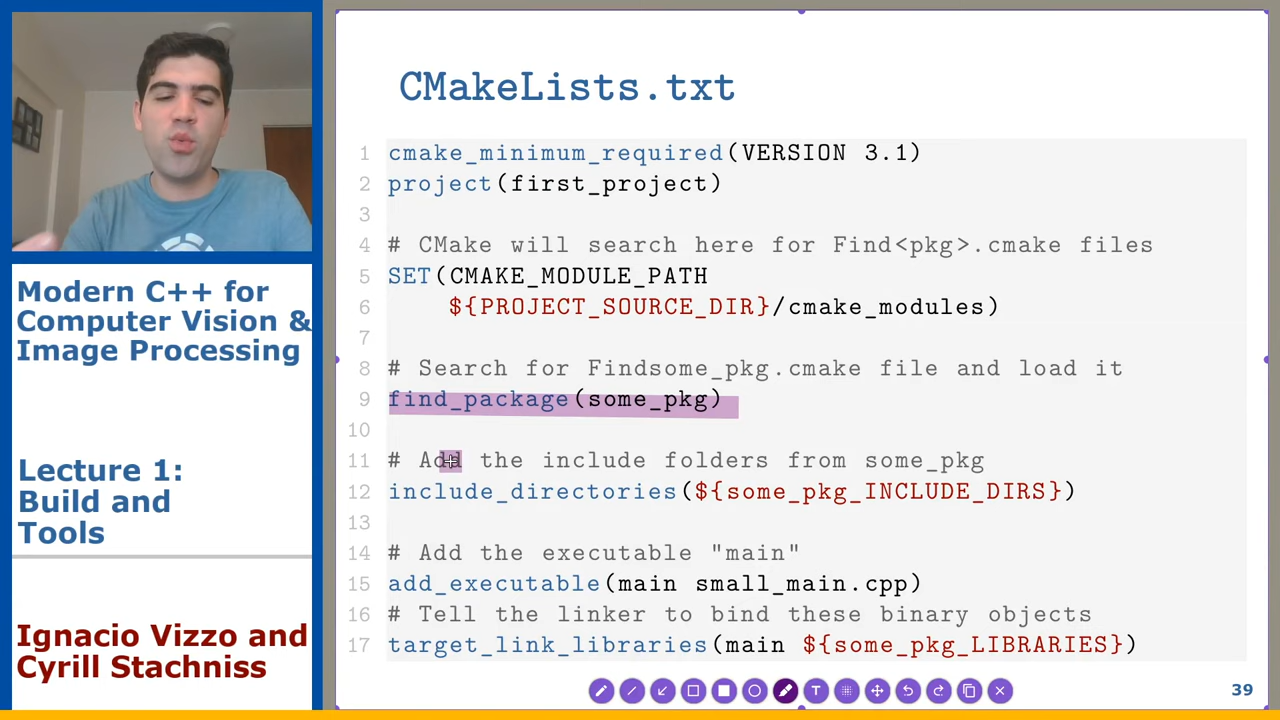 CMakeLists.txt
1 cmake_minimum_required(VERSION 3.1)
2 project(first_project)
3
4 # CMake will search here for Find<pkg>.cmake files
5 SET(CMAKE_MODULE_PATH
6 ${PROJECT_SOURCE_DIR}/cmake_modules)
7
8 # Search for Findsome_pkg.cmake file and load it
9 find_package(some_pkg)
10
11 # Add the include folders from some_pkg
12 include_directories(${some_pkg_INCLUDE_DIRS})
13
14 # Add the executable "main"
15 add_executable(main small_main.cpp)
16 # Tell the linker to bind these binary objects
17 target_link_libraries(main ${some_pkg_LIBRARIES})
Modern C++ for
Computer Vision &
Image Processing
Lecture 1:
Build and
Tools
Ignacio Vizzo and
Cyrill Stachniss
T
39